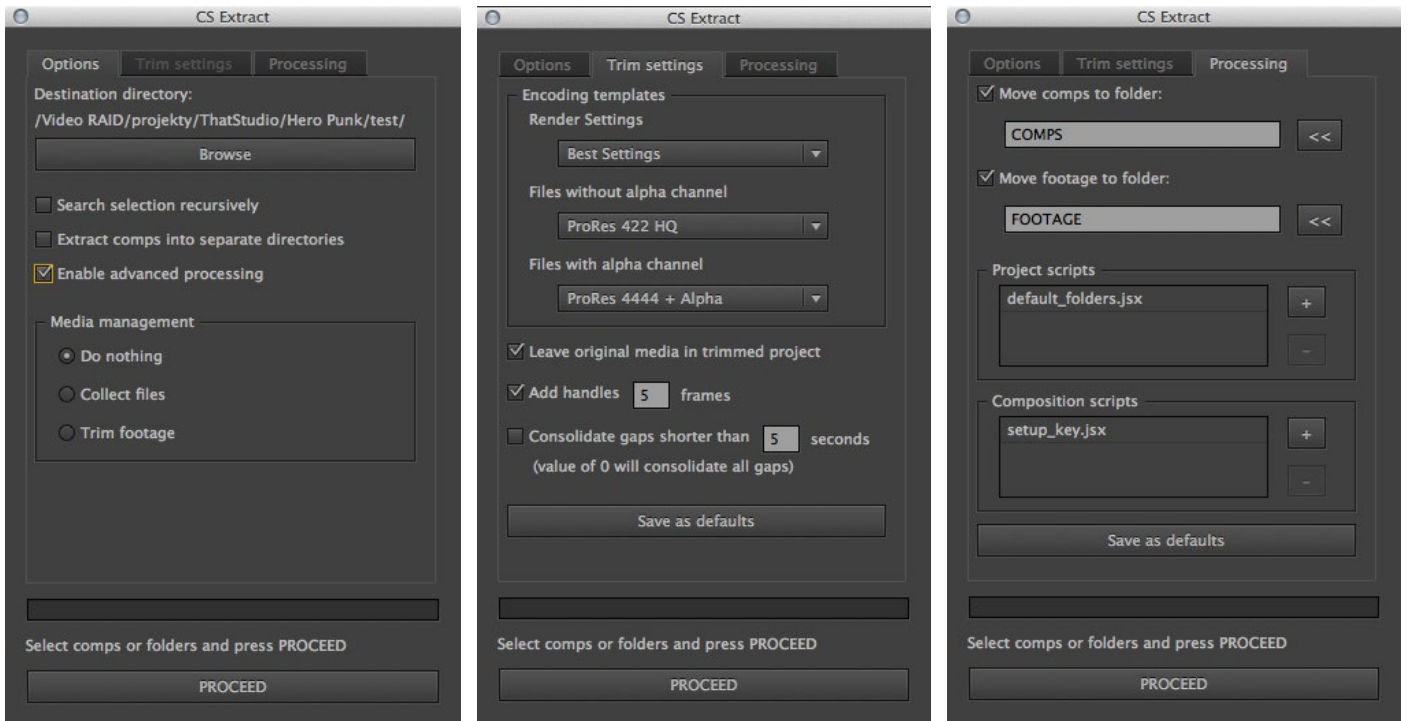 CS Extract
Options Trim settings Processing
Destination directory:
/Video RAID/projekty/ThatStudio/Hero Punk/test/
Browse
Search selection recursively
Extract comps into separate directories
Enable advanced processing
Media management
Do nothing
Collect files
Trim footage
Select comps or folders and press PROCEED
PROCEED
CS Extract
Options Trim settings Processing
Encoding templates
Render Settings
Best Settings
Files without alpha channel
ProRes 422 HQ
Files with alpha channel
ProRes 4444 + Alpha
Leave original media in trimmed project
Add handles 5 frames
Consolidate gaps shorter than 5 seconds
(value of 0 will consolidate all gaps)
Save as defaults
Select comps or folders and press PROCEED
PROCEED
CS Extract
Options Trim settings Processing
Move comps to folder:
COMPS <<
Move footage to folder:
FOOTAGE <<
Project scripts
default_folders.jsx +
-
Composition scripts
setup_key.jsx +
-
Save as defaults
Select comps or folders and press PROCEED
PROCEED